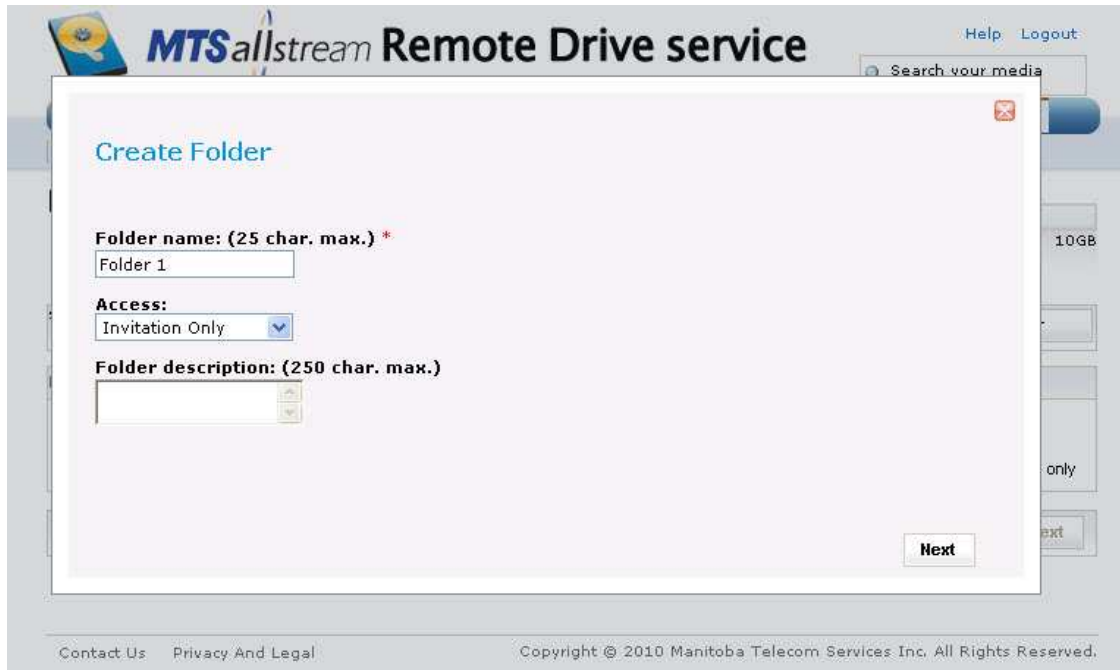 MTSallstream Remote Drive service
Help Logout
Search your media
Create Folder
Folder name: (25 char. max.) *
Folder 1
Access:
Invitation Only
Folder description: (250 char. max.)
10GB
only
Next
ext
Contact Us Privacy And Legal
Copyright © 2010 Manitoba Telecom Services Inc. All Rights Reserved.